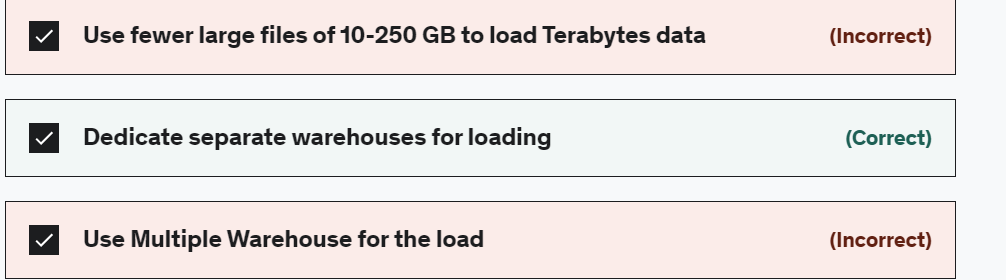 Use fewer large files of 10-250 GB to load Terabytes data (Incorrect)
Dedicate separate warehouses for loading (Correct)
Use Multiple Warehouse for the load (Incorrect)